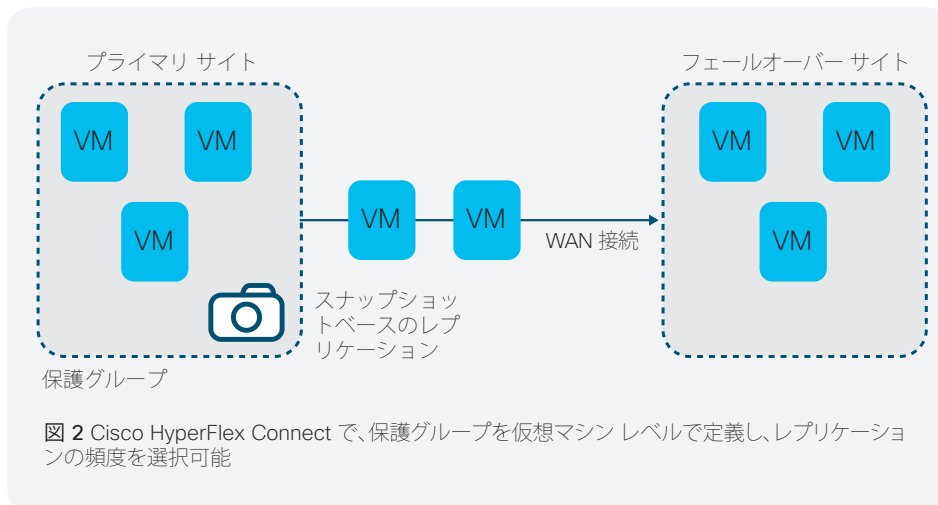 プライマリ サイト
フェールオーバー サイト
VM
VM
VM
VM
VM
WAN 接続
VM
VM
VM
スナップショッ
トベースのレプ
リケーション
保護グループ
図 2 Cisco HyperFlex Connect で、保護グループを仮想マシン レベルで定義し、レプリケーショ
ンの頻度を選択可能